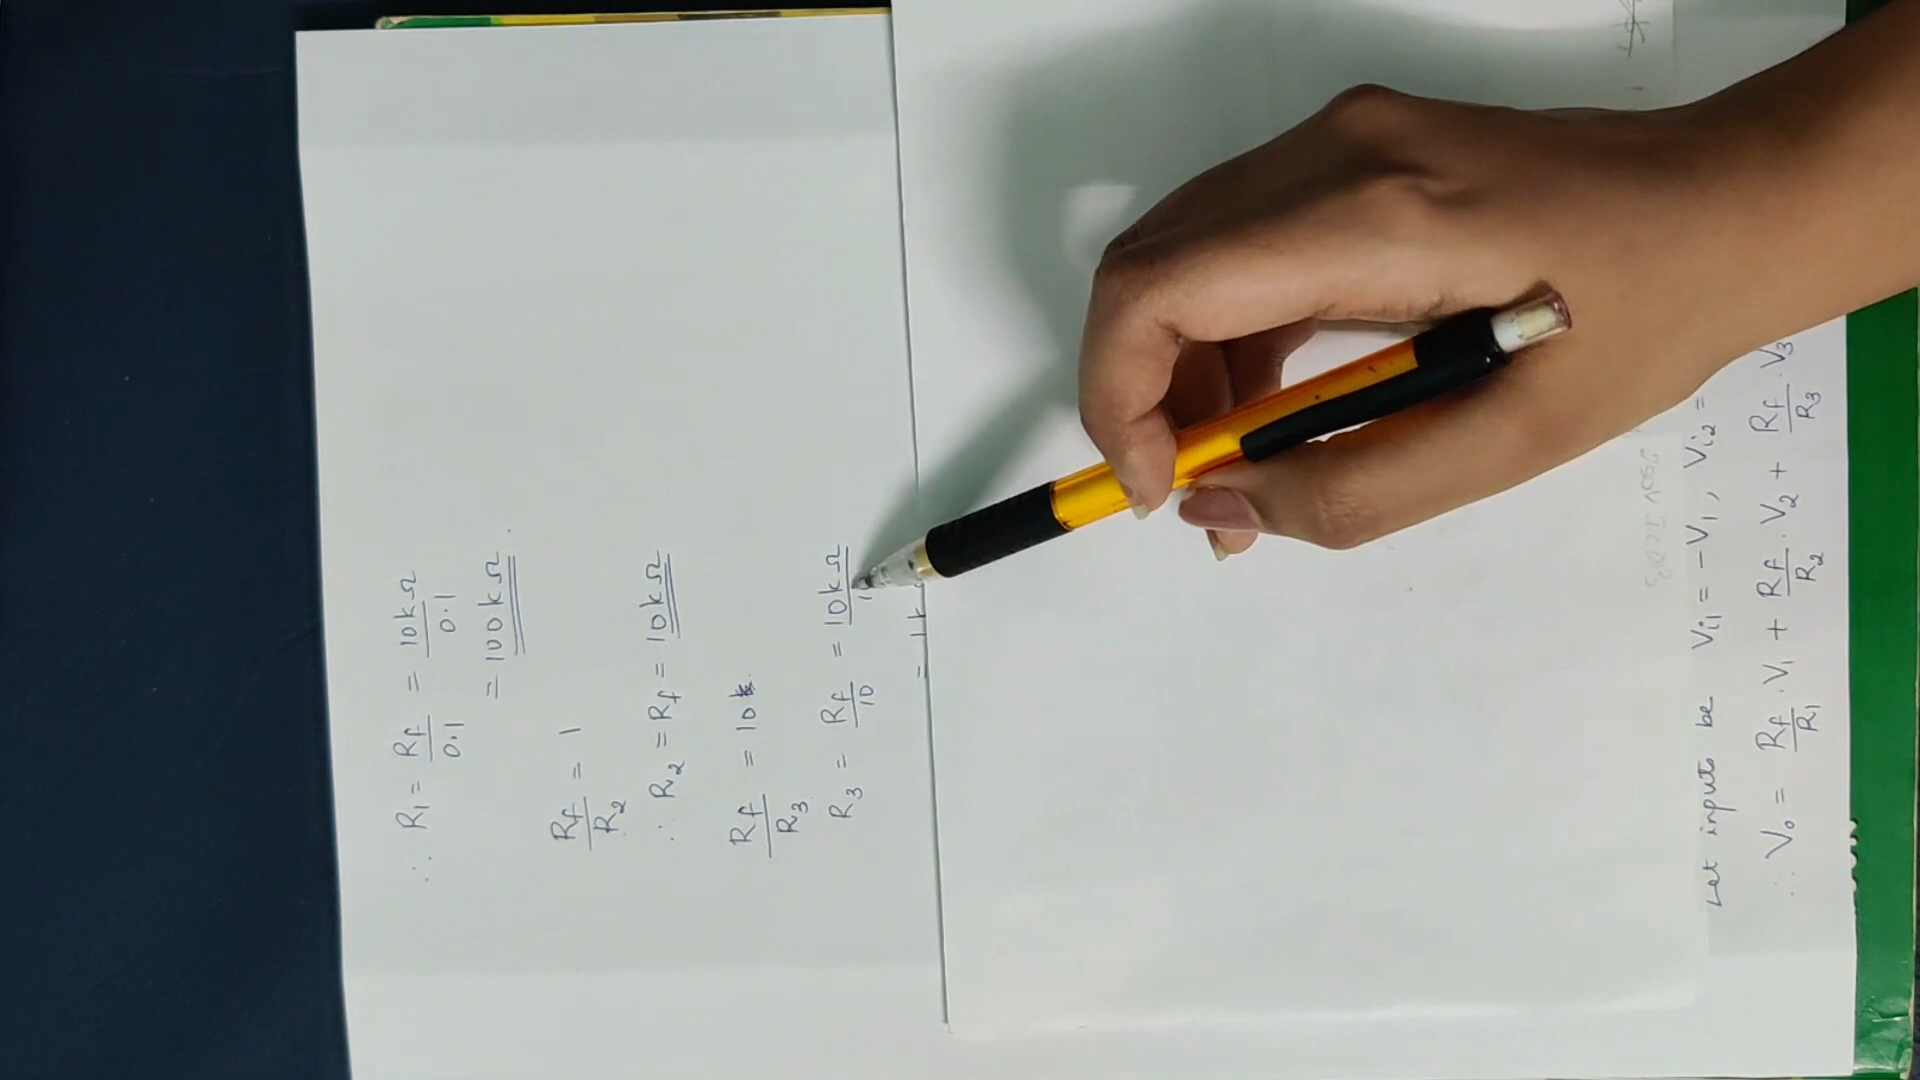 ∴ R₁ = Rf/0.1 = 10kΩ/0.1
= 100kΩ.
Rf/R₂ = 1
∴ R₂ = Rf = 10kΩ
Rf/R₃ = 10
R₃ = Rf/10 = 10kΩ/
= 1k
Let inputs be Vi₁ = -V₁, Vi₂ =
∴ V₀ = Rf/R₁ . V₁ + Rf/R₂ . V₂ + Rf/R₃ . V₃